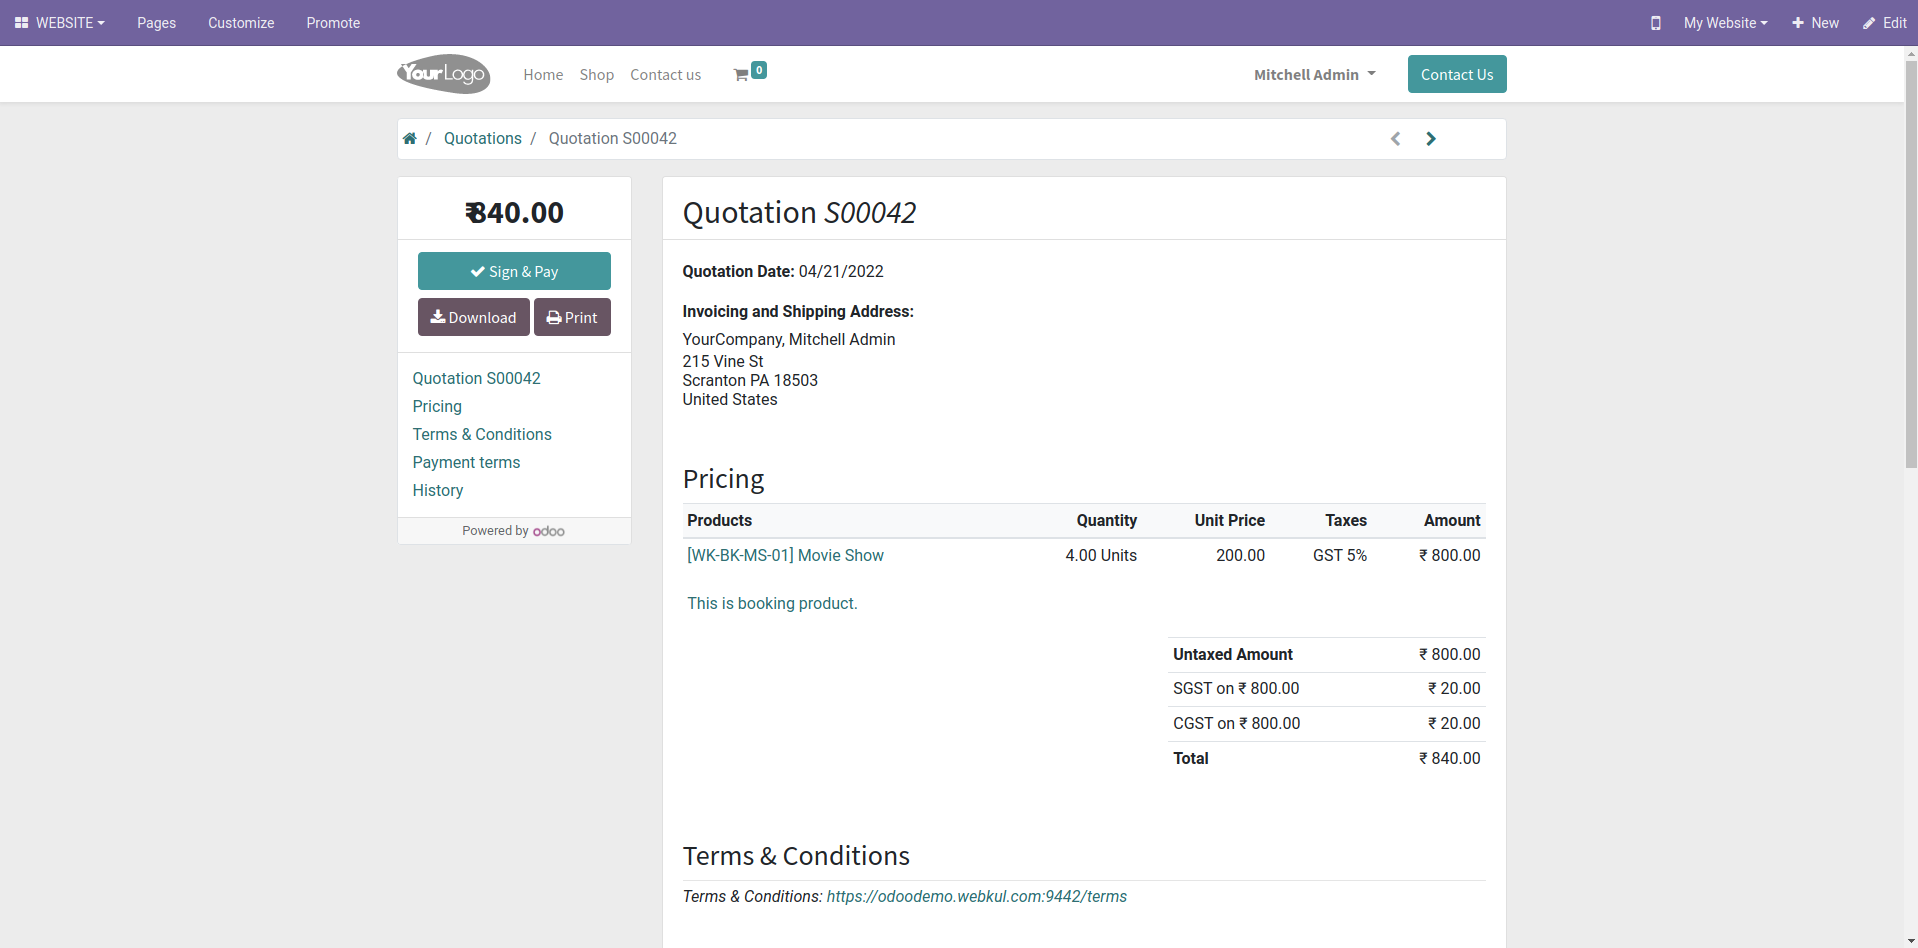 WEBSITE Pages Customize Promote My Website New Edit
YourLogo Home Shop Contact us 0 Mitchell Admin Contact Us
/ Quotations / Quotation S00042
₹840.00
Sign & Pay
Download Print
Quotation S00042
Pricing
Terms & Conditions
Payment terms
History
Powered by odoo
Quotation S00042
Quotation Date: 04/21/2022
Invoicing and Shipping Address:
YourCompany, Mitchell Admin
215 Vine St
Scranton PA 18503
United States
Pricing
Products Quantity Unit Price Taxes Amount
[WK-BK-MS-01] Movie Show 4.00 Units 200.00 GST 5% ₹ 800.00
This is booking product.
Untaxed Amount ₹ 800.00
SGST on ₹ 800.00 ₹ 20.00
CGST on ₹ 800.00 ₹ 20.00
Total ₹ 840.00
Terms & Conditions
Terms & Conditions: https://odoodemo.webkul.com:9442/terms